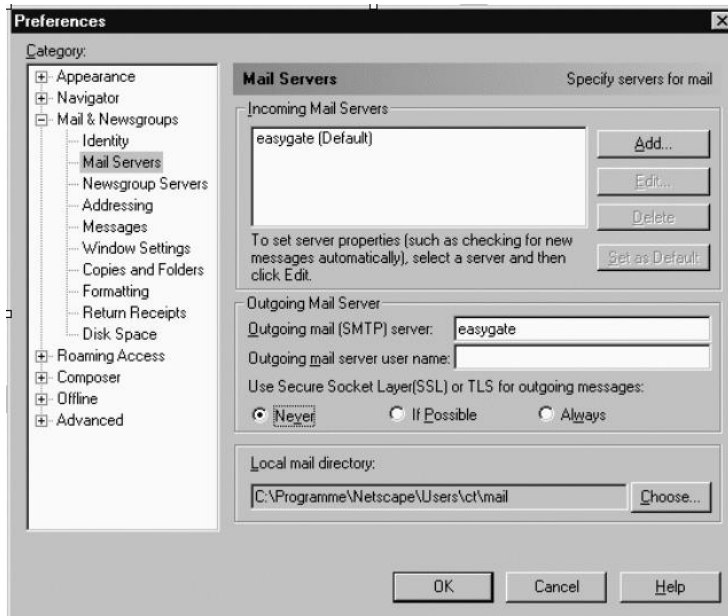 Preferences
Category:
Appearance
Navigator
Mail & Newsgroups
Identity
Mail Servers
Newsgroup Servers
Addressing
Messages
Window Settings
Copies and Folders
Formatting
Return Receipts
Disk Space
Roaming Access
Composer
Offline
Advanced
Mail Servers
Specify servers for mail
Incoming Mail Servers
easygate (Default)
Add...
Edit...
Delete
Set as Default
To set server properties (such as checking for new
messages automatically), select a server and then
click Edit.
Outgoing Mail Server
Outgoing mail (SMTP) server:
easygate
Outgoing mail server user name:
Use Secure Socket Layer(SSL) or TLS for outgoing messages:
Never
If Possible
Always
Local mail directory:
C:\Programme\Netscape\Users\ct\mail
Choose...
OK
Cancel
Help